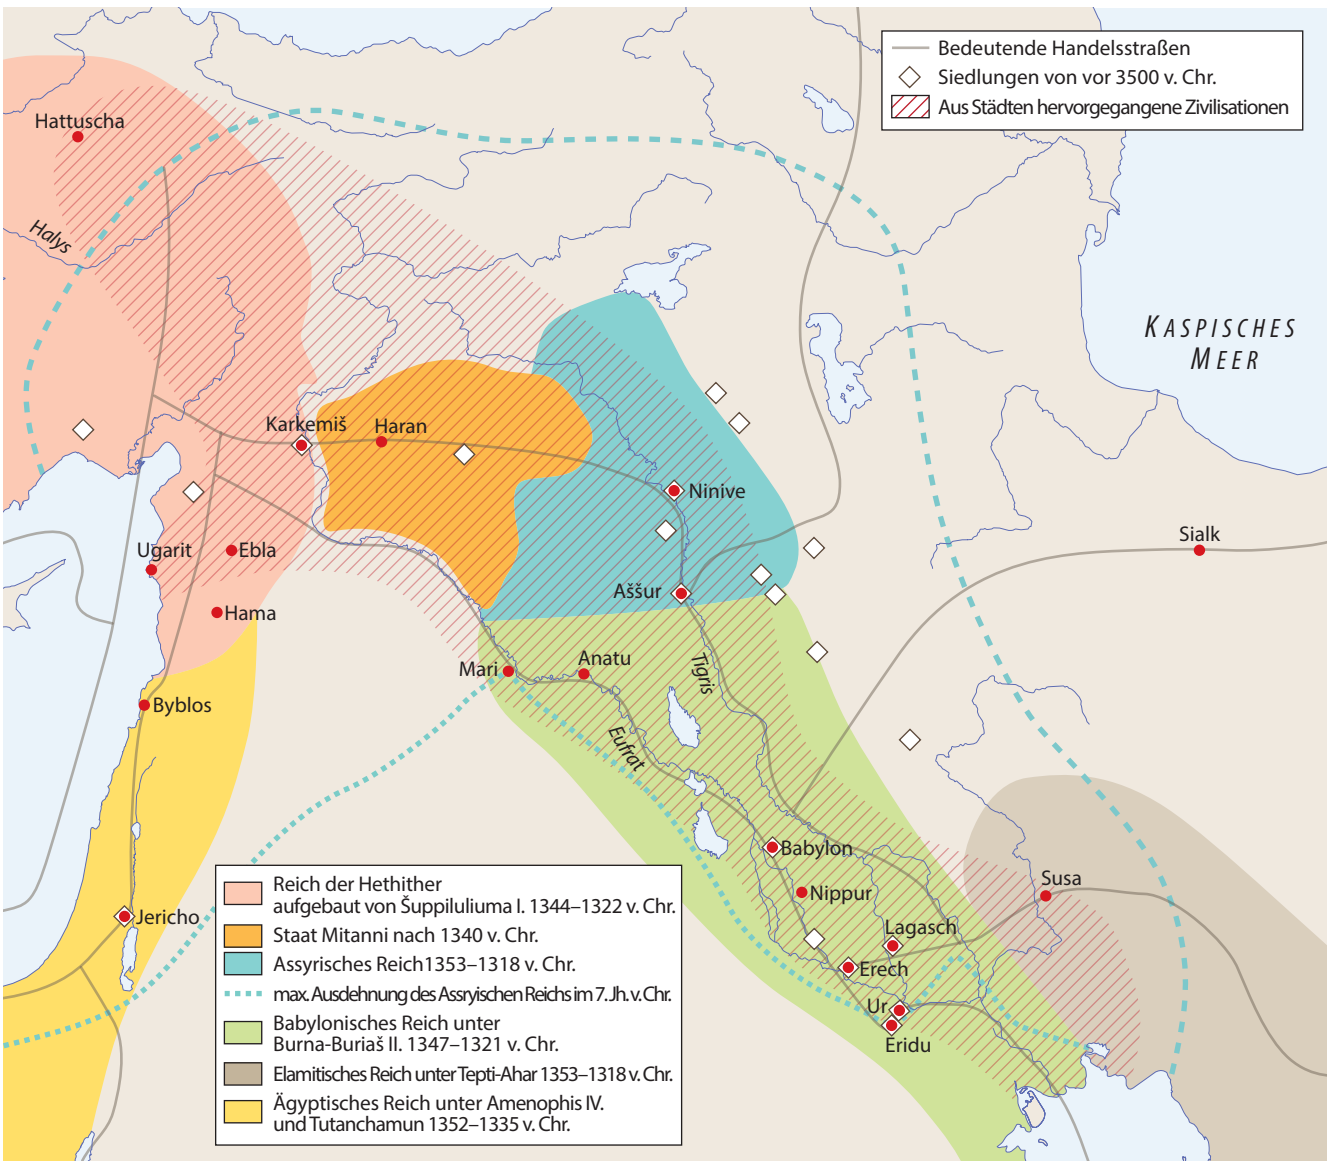 Bedeutende Handelsstraßen
Siedlungen von vor 3500 v. Chr.
Aus Städten hervorgegangene Zivilisationen
Hattuscha
Halys
KASPISCHES
MEER
Karkemiš
Haran
Ninive
Sialk
Ugarit
Ebla
Aššur
Hama
Mari
Anatu
Tigris
Byblos
Eufrat
Babylon
Nippur
Susa
Jericho
Lagasch
Erech
Ur
Eridu
Reich der Hethither
aufgebaut von Šuppiluliuma I. 1344–1322 v. Chr.
Staat Mitanni nach 1340 v. Chr.
Assyrisches Reich1353–1318 v. Chr.
max. Ausdehnung des Assryischen Reichs im 7. Jh. v. Chr.
Babylonisches Reich unter
Burna-Buriaš II. 1347–1321 v. Chr.
Elamitisches Reich unter Tepti-Ahar 1353–1318 v. Chr.
Ägyptisches Reich unter Amenophis IV.
und Tutanchamun 1352–1335 v. Chr.